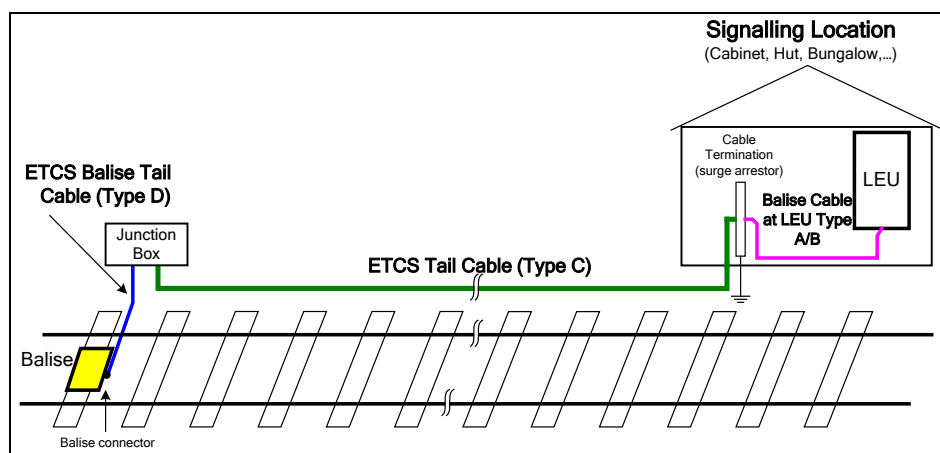 Signalling Location
(Cabinet, Hut, Bungalow,...)
Cable
Termination
(surge arrestor)
LEU
Balise Cable
at LEU Type
A/B
ETCS Balise Tail
Cable (Type D)
Junction
Box
ETCS Tail Cable (Type C)
Balise
Balise connector